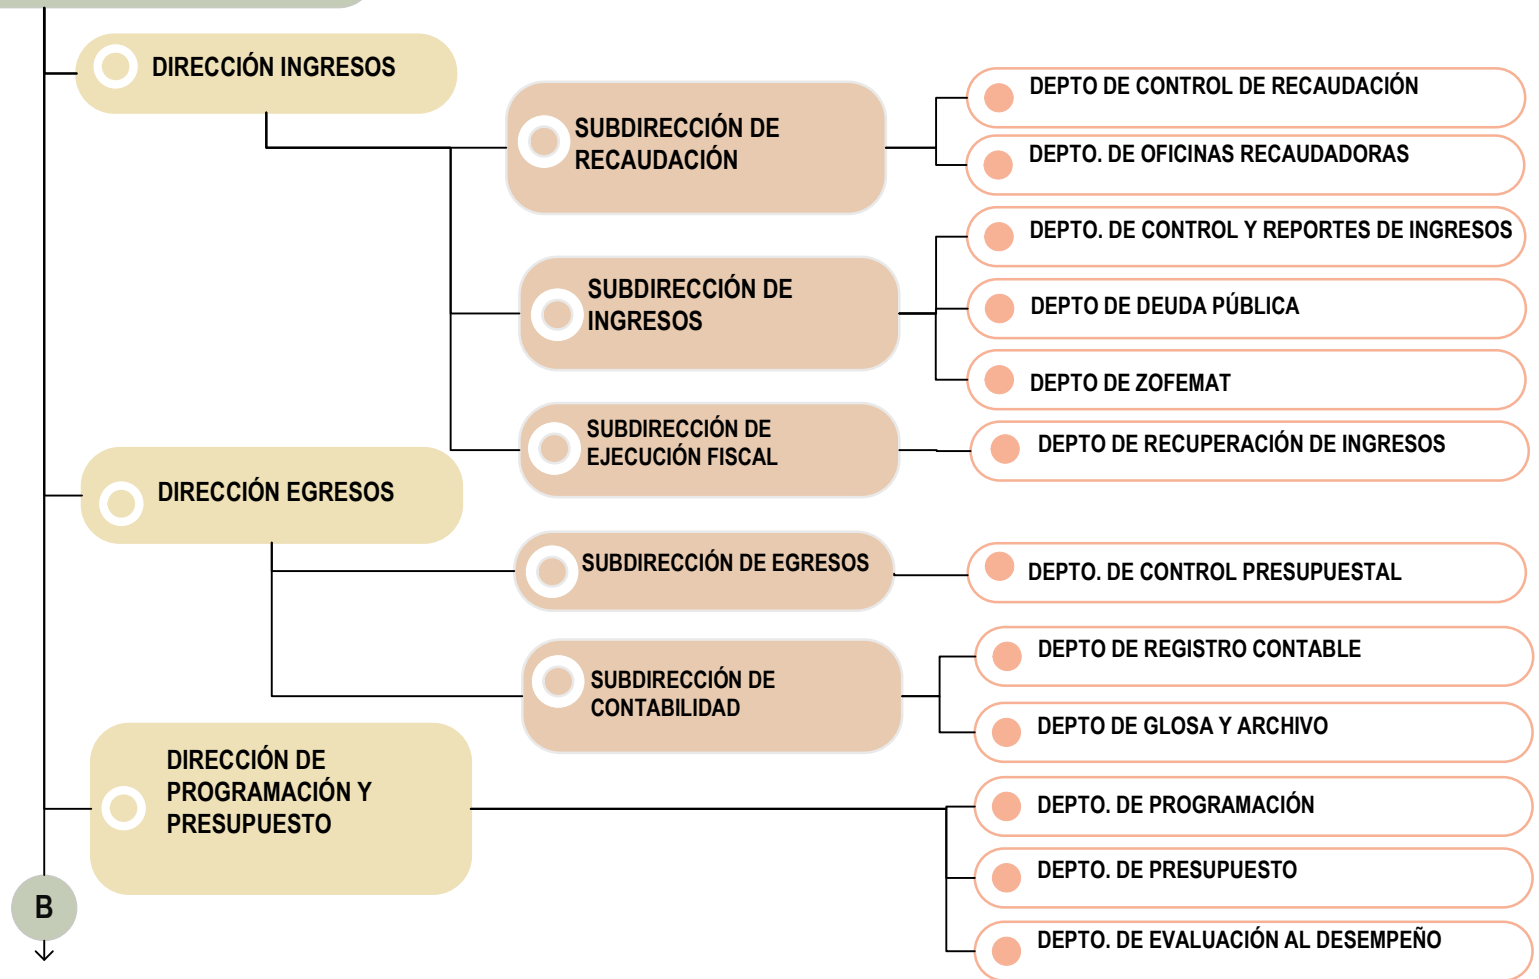 DIRECCIÓN INGRESOS
SUBDIRECCIÓN DE
RECAUDACIÓN
DEPTO DE CONTROL DE RECAUDACIÓN
DEPTO. DE OFICINAS RECAUDADORAS
SUBDIRECCIÓN DE
INGRESOS
DEPTO. DE CONTROL Y REPORTES DE INGRESOS
DEPTO DE DEUDA PÚBLICA
DEPTO DE ZOFEMAT
SUBDIRECCIÓN DE
EJECUCIÓN FISCAL
DEPTO DE RECUPERACIÓN DE INGRESOS
DIRECCIÓN EGRESOS
SUBDIRECCIÓN DE EGRESOS
DEPTO. DE CONTROL PRESUPUESTAL
SUBDIRECCIÓN DE
CONTABILIDAD
DEPTO DE REGISTRO CONTABLE
DEPTO DE GLOSA Y ARCHIVO
DIRECCIÓN DE
PROGRAMACIÓN Y
PRESUPUESTO
DEPTO. DE PROGRAMACIÓN
DEPTO. DE PRESUPUESTO
DEPTO. DE EVALUACIÓN AL DESEMPEÑO
B